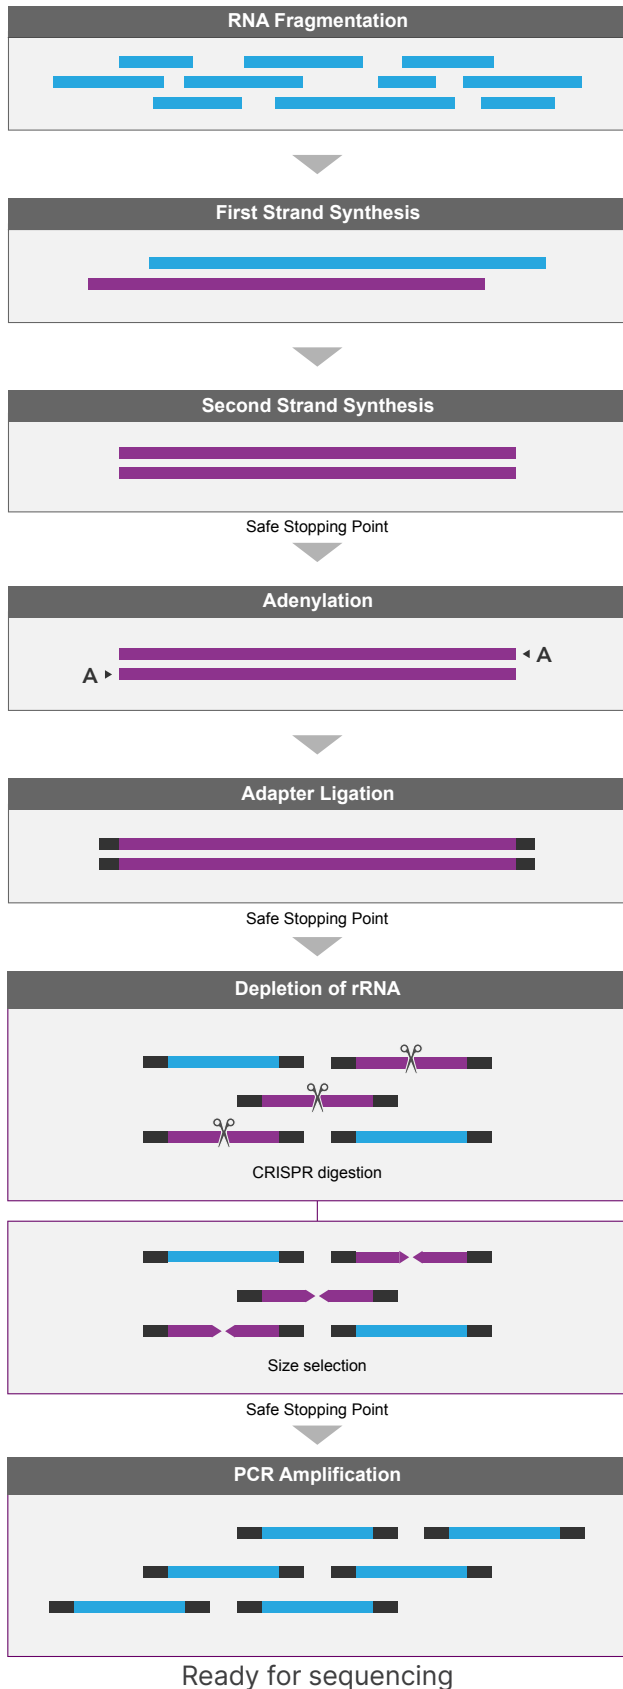 RNA Fragmentation
First Strand Synthesis
Second Strand Synthesis
Safe Stopping Point
Adenylation
A
A
Adapter Ligation
Safe Stopping Point
Depletion of rRNA
CRISPR digestion
Size selection
Safe Stopping Point
PCR Amplification
Ready for sequencing